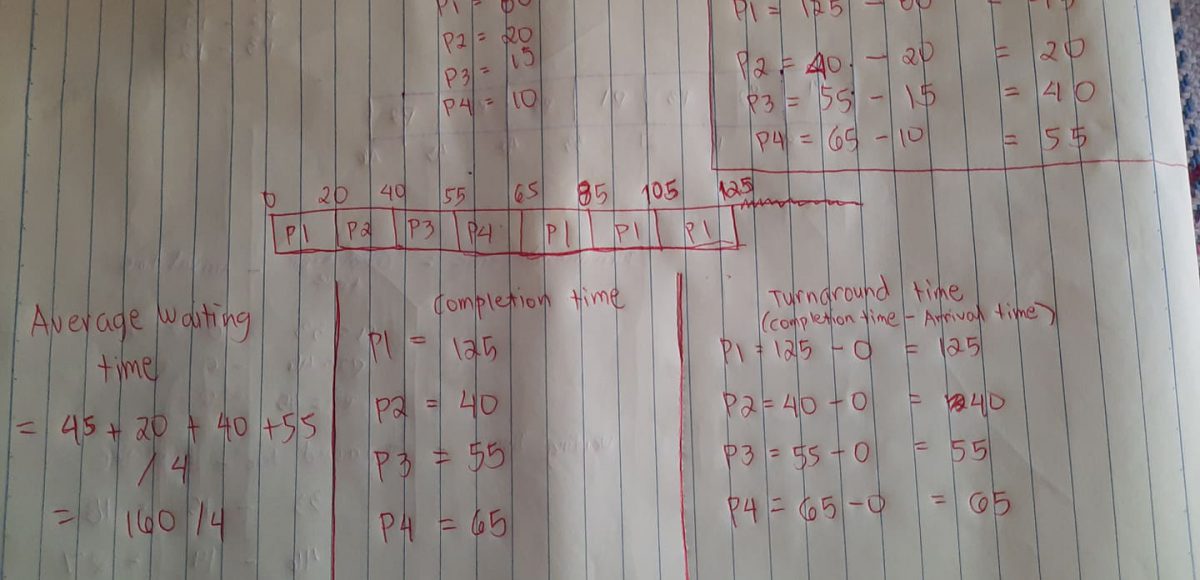 P2 = 20
P3 = 15
P4 = 10
P1 = 125 -
P2 = 40 - 20 = 20
P3 = 55 - 15 = 40
P4 = 65 - 10 = 55
0 20 40 55 65 85 105 125
P1 P2 P3 P4 P1 P1 P1
Average waiting
time
= 45 + 20 + 40 + 55
/ 4
= 160 / 4
Completion time
P1 = 125
P2 = 40
P3 = 55
P4 = 65
Turnaround time
(completion time - Arrival time)
P1 = 125 - 0 = 125
P2 = 40 - 0 = 40
P3 = 55 - 0 = 55
P4 = 65 - 0 = 65